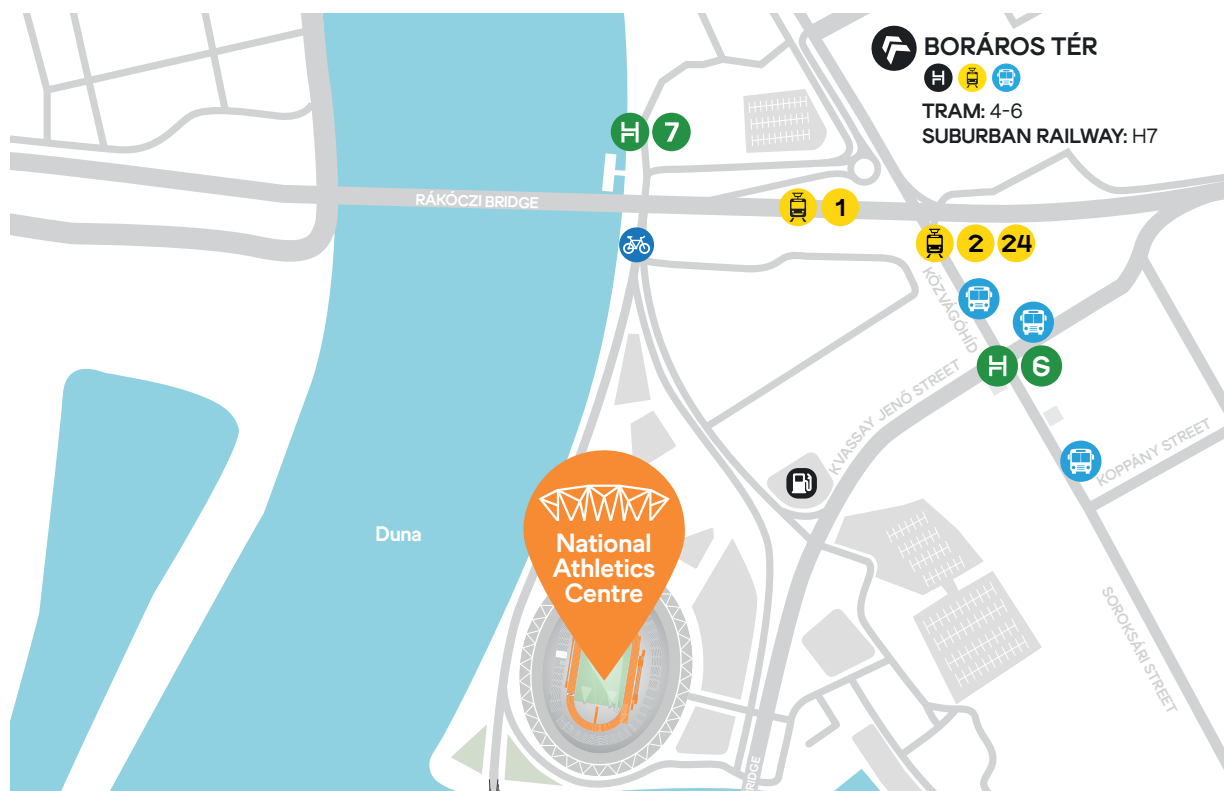 BORÁROS TÉR
H
TRAM: 4-6
SUBURBAN RAILWAY: H7
H 7
H
RÁKÓCZI BRIDGE
1
2 24
KÖZVÁGÓHÍD
H 6
KVASSAY JENŐ STREET
KOPPÁNY STREET
Duna
National
Athletics
Centre
SOROKSÁRI STREET